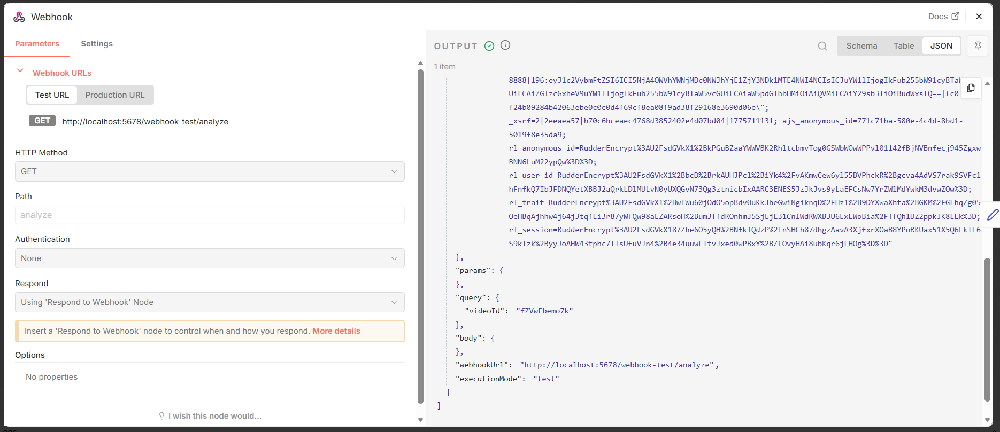 Webhook
Docs
Parameters
Settings
Webhook URLs
Test URL
Production URL
GET
http://localhost:5678/webhook-test/analyze
HTTP Method
GET
Path
analyze
Authentication
None
Respond
Using 'Respond to Webhook' Node
Insert a 'Respond to Webhook' node to control when and how you respond. More details
Options
No properties
I wish this node would...
OUTPUT
Schema
Table
JSON
1 item
8888|196:eyJ1c2VybmFtZSI6ICI5NjA4OWVhYWNjMDc0NWJhYjE1ZjY3NDk1MTE4NWI4NCIsICJuYW1lIjogIkFub255bW91cyBTaW
UiLCAiZGlzcGxheV9uYW1lIjogIkFub255bW91cyBTaW5vcGUiLCAiaW5pdGlhbHMiOiAiQVMiLCAiY29sb3IiOiBudWxsfQ==|fc0
f24b09284b42063ebe0c0c0d4f69cf8ea08f9ad38f29168e3690d06e\";
_xsrf=2|2eeaea57|b70c6bceaec4768d3852402e4d07bd04|1775711131; ajs_anonymous_id=771c71ba-580e-4c4d-8bd1-
5019f8e35da9;
rl_anonymous_id=RudderEncrypt%3AU2FsdGVkX1%2BkPGuBZaaYWWVBK2RhltcbmvTog0GSWbWOwWPPvl01142fBjNVBnfecj945Zgxw
BNN6LuM22ypQw%3D%3D;
rl_user_id=RudderEncrypt%3AU2FsdGVkX1%2BbcD%2BrkAUHJPcl%2BiYk4%2FvAKmwCew6yl55BVPhckR%2Bgcva4AdVS7rak9SVFc1
hFnfkQ7IbJFDNQYetXBBJ2aQrkLDlMULvN0yUXQGvN73Qg3ztnicbIxAARC3ENES5JzJkJvs9yLaEFCsNw7YrZWlMdYwkM3dvwZOw%3D;
rl_trait=RudderEncrypt%3AU2FsdGVkX1%2BwTWu60jOdO5opBdv0uKkJheGwiNgiknqD%2FHz1%2B9DYXwaXhta%2BGKM%2FGEhqZg05
OeHBqAjhhw4j64j3tqfEi3r87yWfQw98aEZARsoH%2Bum3ffdROnhmJ5SjEjL31CnlWdRWXB3U6ExEWoBia%2FTfQh1UZ2ppkJK8EEk%3D;
rl_session=RudderEncrypt%3AU2FsdGVkX187Zhe6O5yQH%2BNfkIQdzP%2FnSHCb87dhgzAavA3XjfxrXOaB8YPoRKUax51X5Q6FkIF6
S9kTzk%2ByyJoAHW43tphc7TIsUfuVJn4%2B4e34uuwFItvJxed0wPBxY%2BZLOvyHAi8ubKqr6jFHOg%3D%3D"
},
"params": {
},
"query": {
"videoId": "fZVwFbemo7k"
},
"body": {
},
"webhookUrl": "http://localhost:5678/webhook-test/analyze",
"executionMode": "test"
}
]